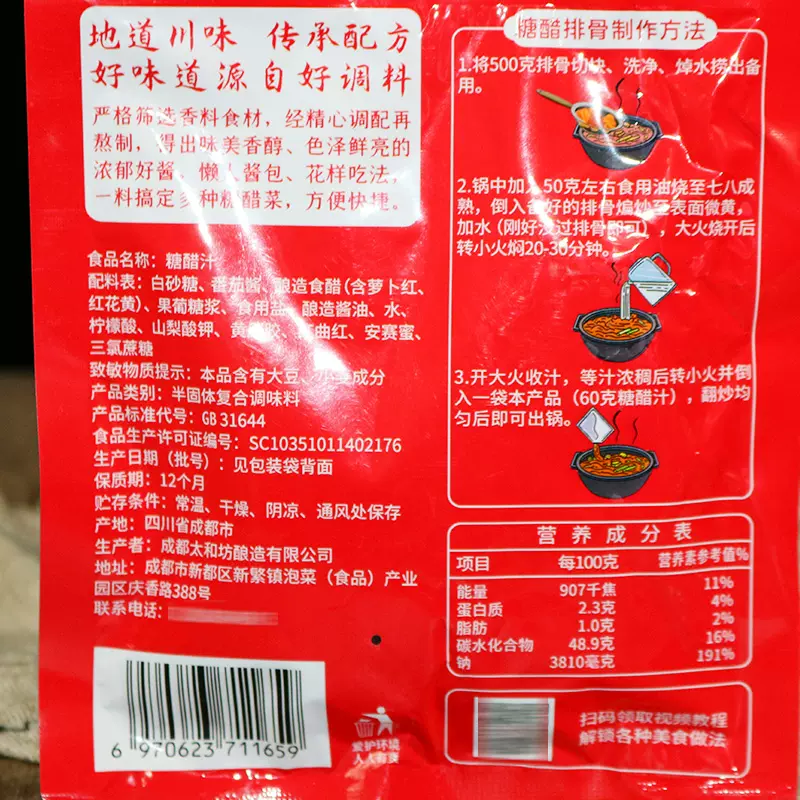 地道川味 传承配方
好味道源自好调料
严格筛选香料食材，经精心调配再
熬制，得出味美香醇、色泽鲜亮的
浓郁好酱、懒人酱包、花样吃法，
一料搞定多种糖醋菜，方便快捷。
食品名称：糖醋汁
配料表：白砂糖、番茄酱、酿造食醋（含萝卜红、
红花黄）、果葡糖浆、食用盐、酿造酱油、水、
柠檬酸、山梨酸钾、黄原胶、红曲红、安赛蜜、
三氯蔗糖
致敏物质提示：本品含有大豆、小麦成分
产品类别：半固体复合调味料
产品标准代号：GB 31644
食品生产许可证编号：SC10351011402176
生产日期（批号）：见包装袋背面
保质期：12个月
贮存条件：常温、干燥、阴凉、通风处保存
产地：四川省成都市
生产者：成都太和坊酿造有限公司
地址：成都市新都区新繁镇泡菜（食品）产业
园区庆香路388号
联系电话：
6 970623 711659
爱护环境
人人有责
糖醋排骨制作方法
1.将500克排骨切块、洗净、焯水捞出备
用。
2.锅中加入50克左右食用油烧至七八成
熟，倒入备好的排骨煸炒至表面微黄，
加水（刚好没过排骨即可），大火烧开后
转小火焖20-30分钟。
3.开大火收汁，等汁浓稠后转小火并倒
入一袋本产品（60克糖醋汁），翻炒均
匀后即可出锅。
营养成分表
项目 每100克 营养素参考值%
能量 907千焦 11%
蛋白质 2.3克 4%
脂肪 1.0克 2%
碳水化合物 48.9克 16%
钠 3810毫克 191%
扫码领取视频教程
解锁各种美食做法